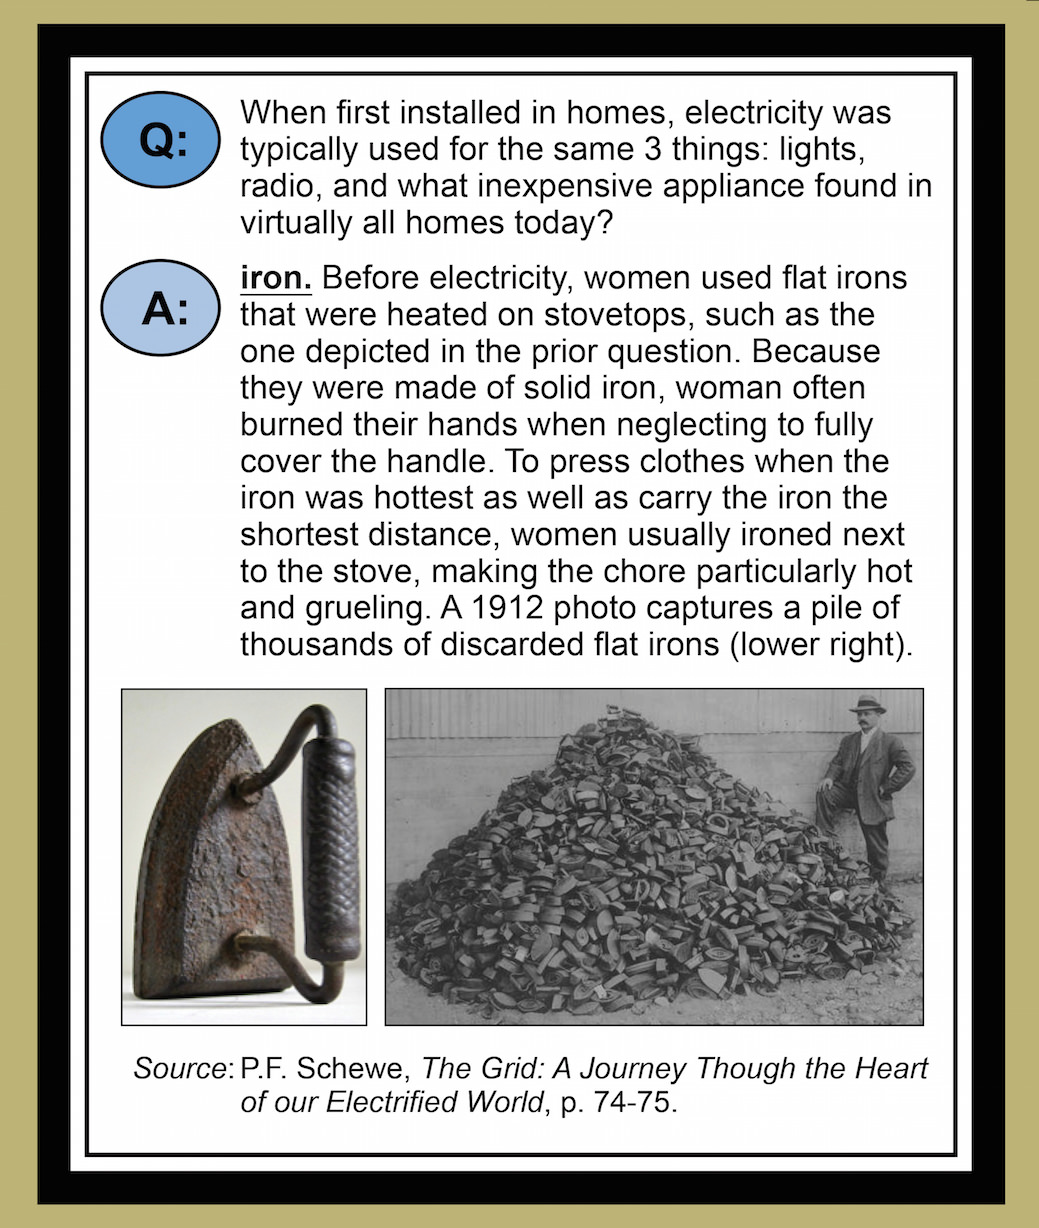 Q:
When first installed in homes, electricity was
typically used for the same 3 things: lights,
radio, and what inexpensive appliance found in
virtually all homes today?
A:
iron. Before electricity, women used flat irons
that were heated on stovetops, such as the
one depicted in the prior question. Because
they were made of solid iron, woman often
burned their hands when neglecting to fully
cover the handle. To press clothes when the
iron was hottest as well as carry the iron the
shortest distance, women usually ironed next
to the stove, making the chore particularly hot
and grueling. A 1912 photo captures a pile of
thousands of discarded flat irons (lower right).
Source: P.F. Schewe, The Grid: A Journey Though the Heart
of our Electrified World, p. 74-75.